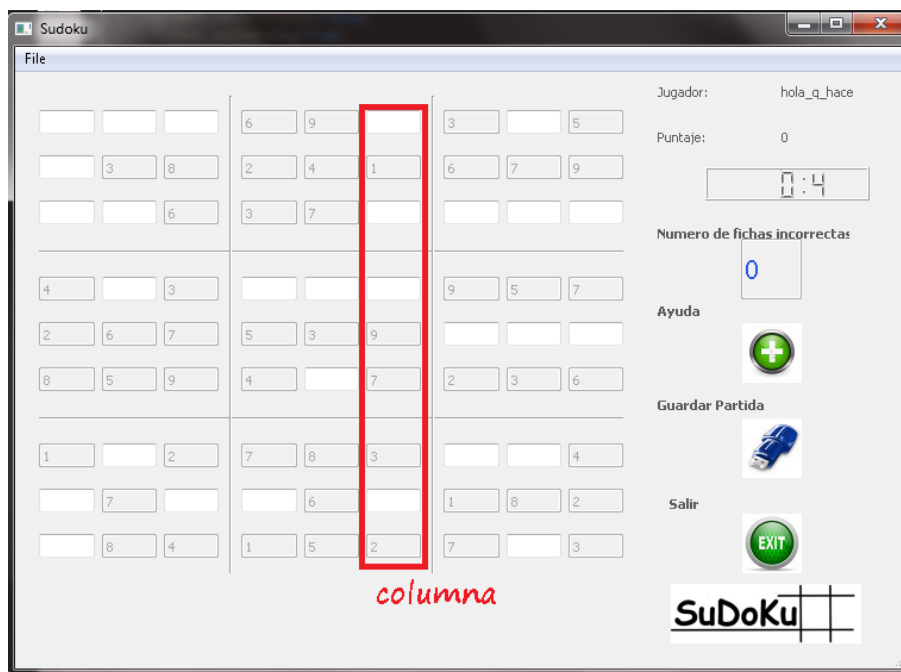 Sudoku
File
6 9 3 5
3 8 2 4 1 6 7 9
6 3 7
4 3 9 5 7
2 6 7 5 3 9
8 5 9 4 7 2 3 6
1 2 7 8 3 4
7 6 1 8 2
8 4 1 5 2 7 3
columna
Jugador: hola_q_hace
Puntaje: 0
0:4
Numero de fichas incorrectas
0
Ayuda
Guardar Partida
Salir
EXIT
SuDoKu